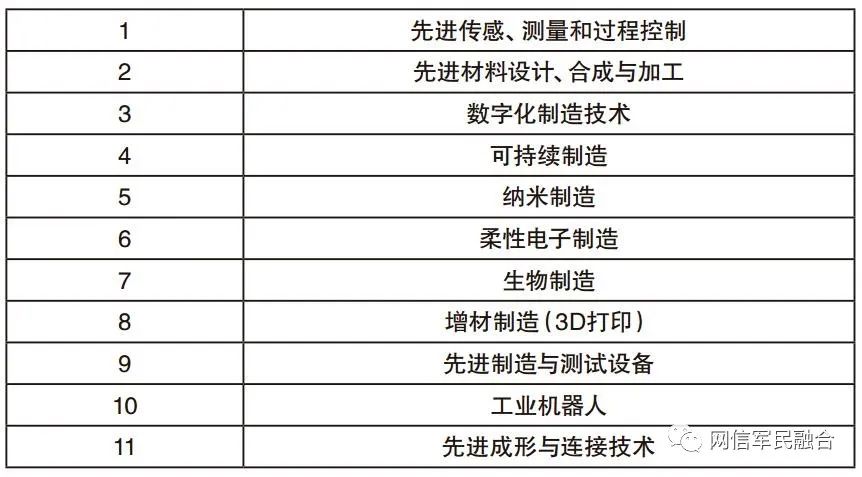 1 先进传感、测量和过程控制
2 先进材料设计、合成与加工
3 数字化制造技术
4 可持续制造
5 纳米制造
6 柔性电子制造
7 生物制造
8 增材制造(3D打印)
9 先进制造与测试设备
10 工业机器人
11 先进成形与连接技术
网信军民融合